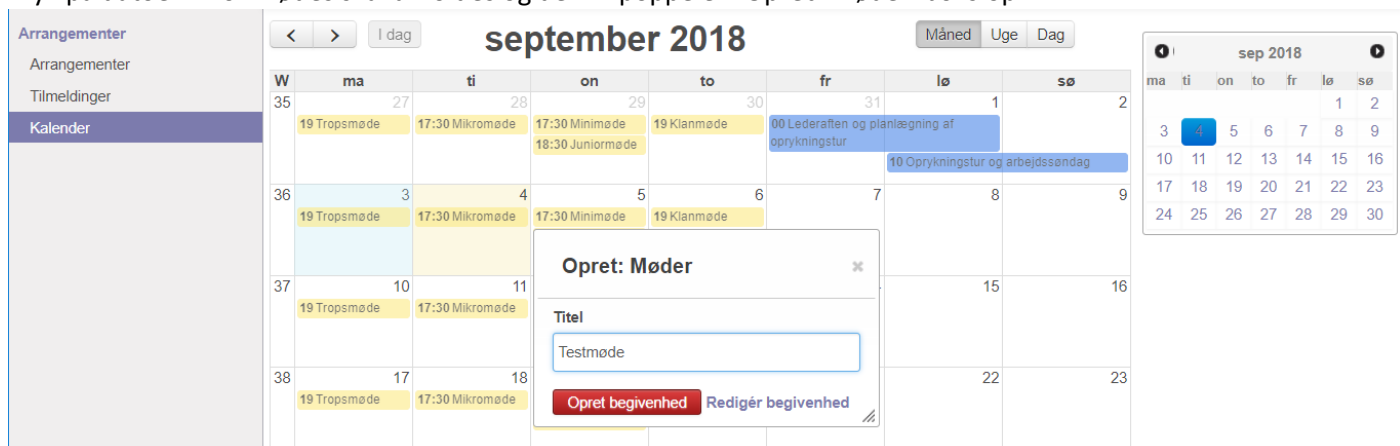 Arrangementer
Arrangementer
Tilmeldinger
Kalender
I dag
september 2018
Måned Uge Dag
W ma ti on to fr lø sø
35 27 28 29 30 31 1 2
19 Tropsmøde 17:30 Mikromøde 17:30 Minimøde 19 Klanmøde 00 Lederaften og planlægning af
18:30 Juniormøde oprykningstur
10 Oprykningstur og arbejdssøndag
36 3 4 5 6 7 8 9
19 Tropsmøde 17:30 Mikromøde 17:30 Minimøde 19 Klanmøde
37 10 11 15 16
19 Tropsmøde 17:30 Mikromøde
38 17 18 22 23
19 Tropsmøde 17:30 Mikromøde
Opret: Møder ×
Titel
Testmøde
Opret begivenhed Redigér begivenhed
sep 2018
ma ti on to fr lø sø
1 2
3 4 5 6 7 8 9
10 11 12 13 14 15 16
17 18 19 20 21 22 23
24 25 26 27 28 29 30